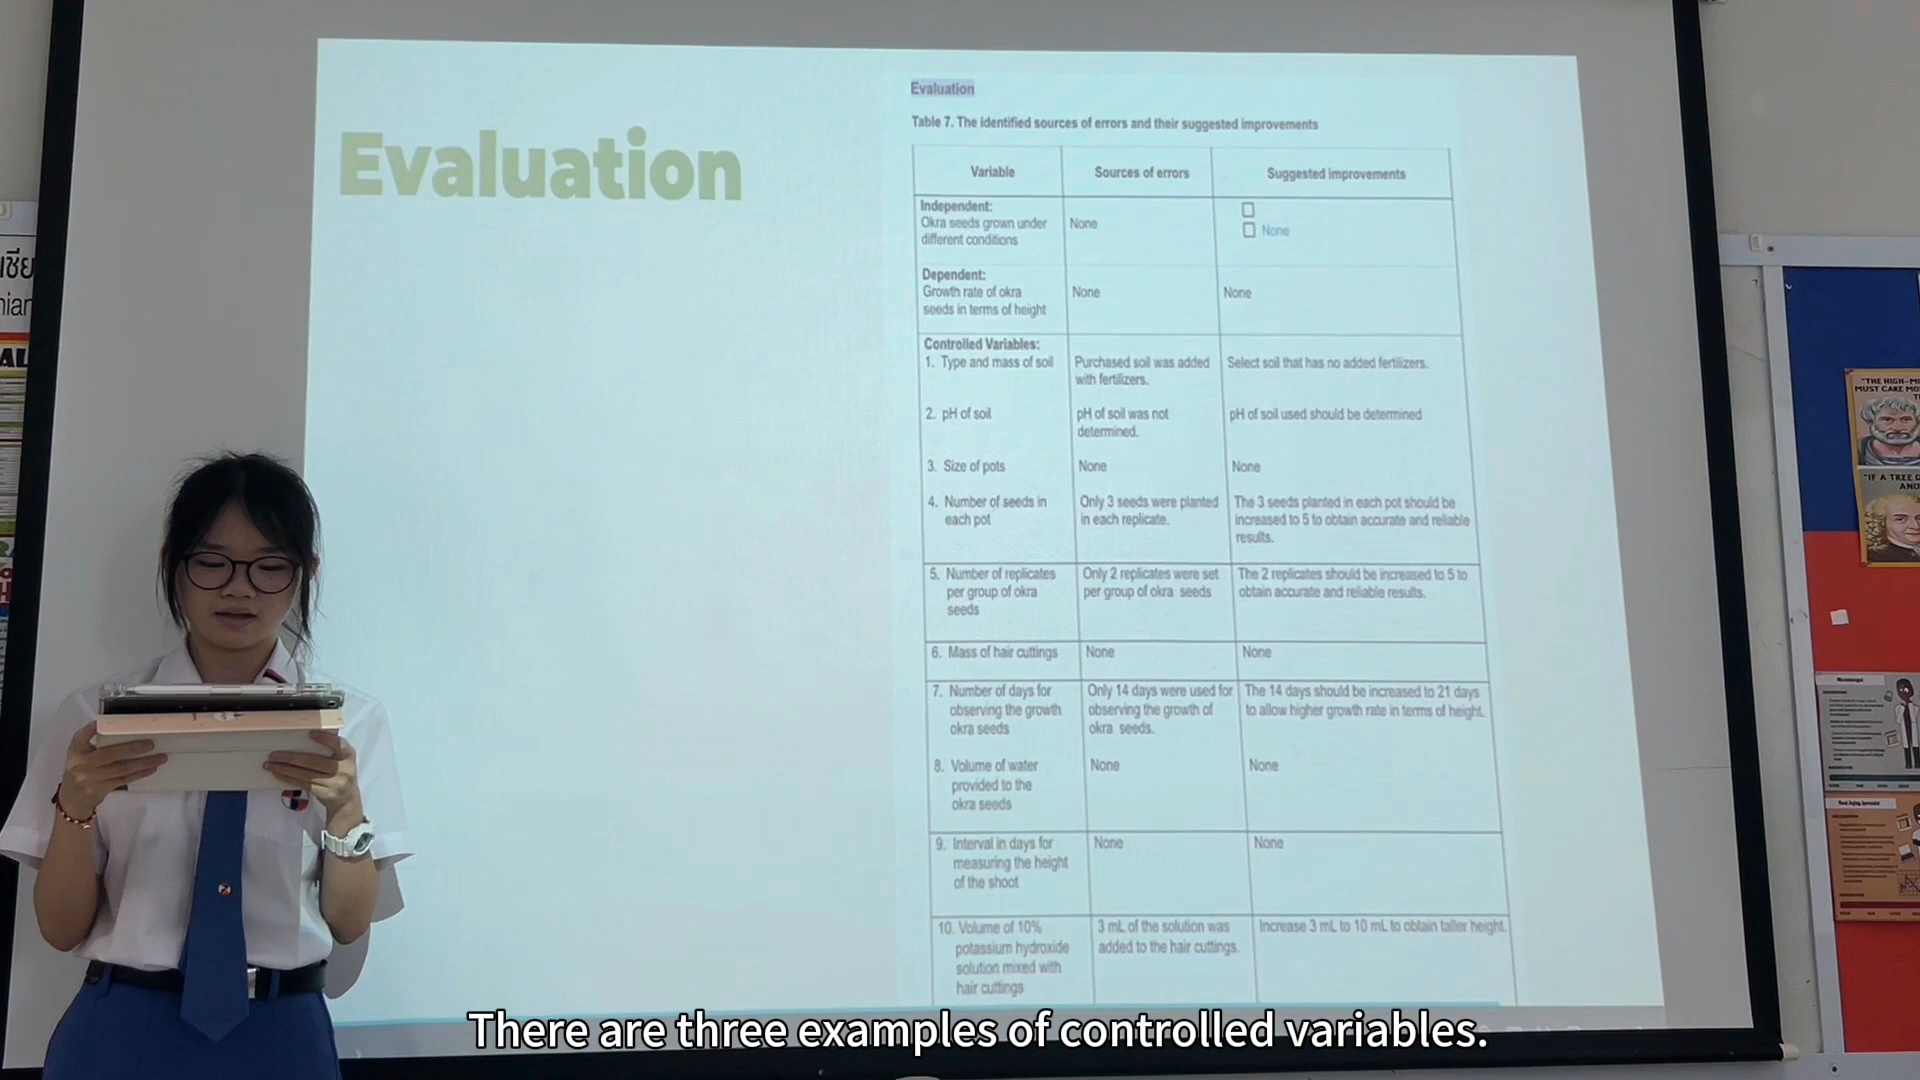 Evaluation
Evaluation
Table 7. The identified sources of errors and their suggested improvements
Variable
Sources of errors
Suggested improvements
Independent:
Okra seeds grown under
different conditions
None
None
Dependent:
Growth rate of okra
seeds in terms of height
None
None
Controlled Variables:
1. Type and mass of soil
Purchased soil was added
with fertilizers.
Select soil that has no added fertilizers.
2. pH of soil
pH of soil was not
determined.
pH of soil used should be determined
3. Size of pots
None
None
4. Number of seeds in
each pot
Only 3 seeds were planted
in each replicate.
The 3 seeds planted in each pot should be
increased to 5 to obtain accurate and reliable
results.
5. Number of replicates
per group of okra
seeds
Only 2 replicates were set
per group of okra seeds
The 2 replicates should be increased to 5 to
obtain accurate and reliable results.
6. Mass of hair cuttings
None
None
7. Number of days for
observing the growth
okra seeds
Only 14 days were used for
observing the growth of
okra seeds.
The 14 days should be increased to 21 days
to allow higher growth rate in terms of height.
8. Volume of water
provided to the
okra seeds
None
None
9. Interval in days for
measuring the height
of the shoot
None
None
10. Volume of 10%
potassium hydroxide
solution mixed with
hair cuttings
3 mL of the solution was
added to the hair cuttings.
Increase 3 mL to 10 mL to obtain taller height.
There are three examples of controlled variables.
"THE HIGH-MI
MUST CARE MO
"IF A TREE